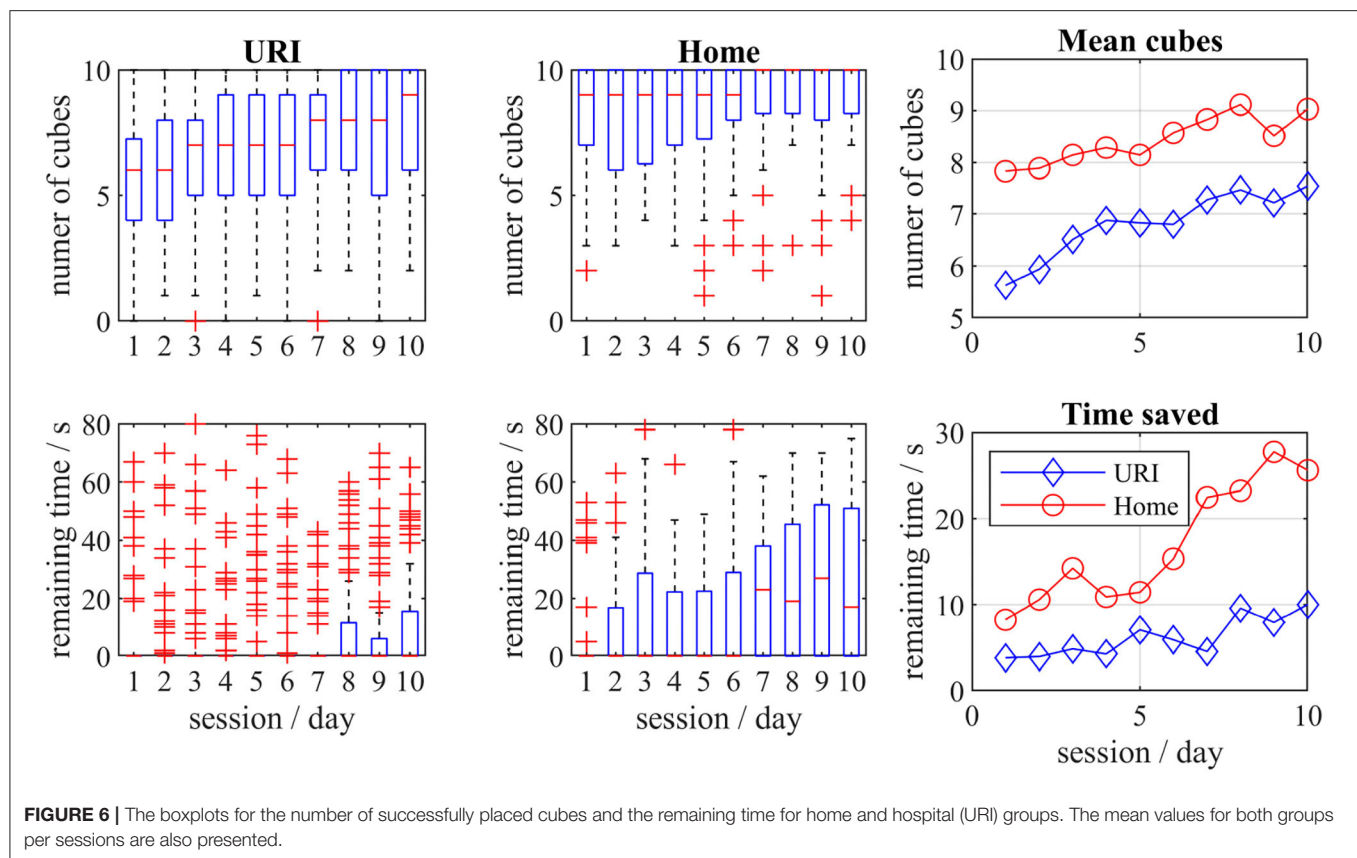 URI
Home
Mean cubes
numer of cubes
10
5
0
1 2 3 4 5 6 7 8 9 10
numer of cubes
10
5
0
1 2 3 4 5 6 7 8 9 10
numer of cubes
10
9
8
7
6
5
0 5 10
remaining time / s
80
60
40
20
0
1 2 3 4 5 6 7 8 9 10
session / day
remaining time / s
80
60
40
20
0
1 2 3 4 5 6 7 8 9 10
session / day
Time saved
remaining time / s
30
20
10
0
URI
Home
0 5 10
session / day
FIGURE 6 | The boxplots for the number of successfully placed cubes and the remaining time for home and hospital (URI) groups. The mean values for both groups
per sessions are also presented.